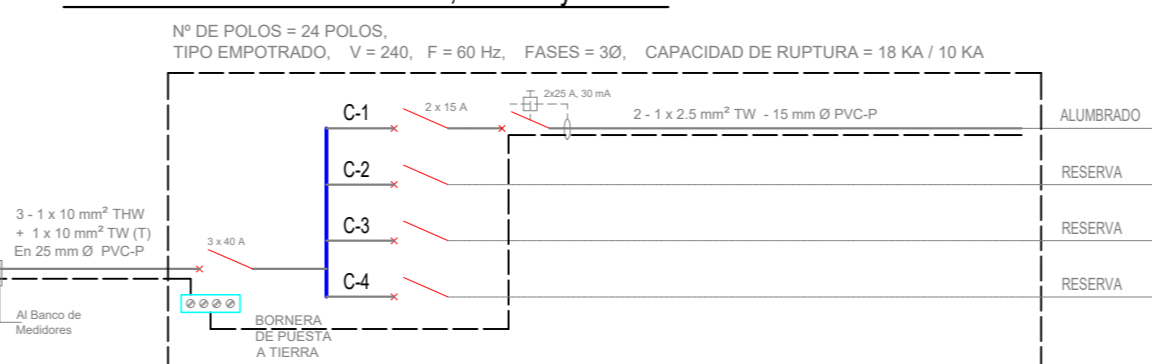 Nº DE POLOS = 24 POLOS,
TIPO EMPOTRADO, V = 240, F = 60 Hz, FASES = 3Ø, CAPACIDAD DE RUPTURA = 18 KA / 10 KA
C-1
2 x 15 A
2x25 A, 30 mA
2 - 1 x 2.5 mm² TW - 15 mm Ø PVC-P
ALUMBRADO
C-2
RESERVA
C-3
RESERVA
C-4
RESERVA
3 - 1 x 10 mm² THW
+ 1 x 10 mm² TW (T)
En 25 mm Ø PVC-P
3 x 40 A
Al Banco de
Medidores
BORNERA
DE PUESTA
A TIERRA